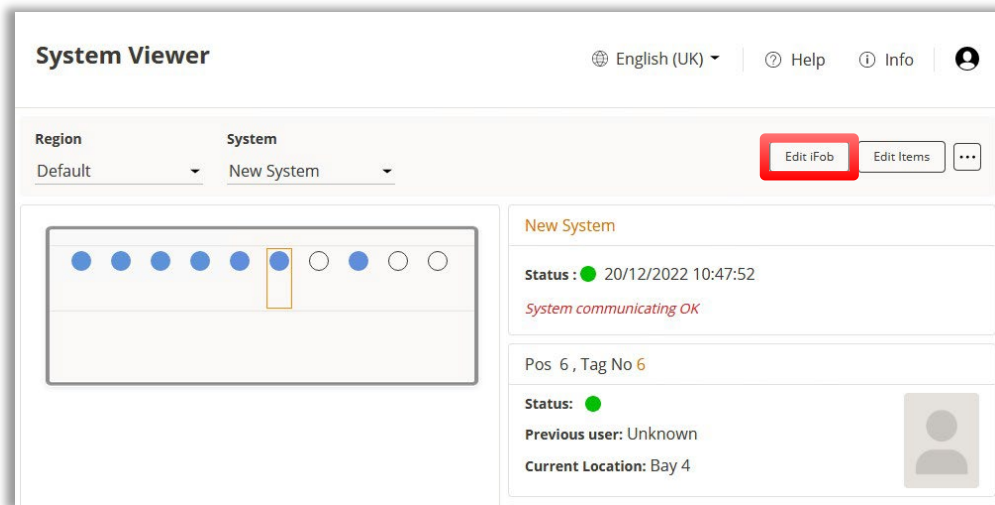 System Viewer
English (UK)
Help
Info
Region
System
Default
New System
Edit iFob
Edit Items
New System
Status : 20/12/2022 10:47:52
System communicating OK
Pos 6 , Tag No 6
Status:
Previous user: Unknown
Current Location: Bay 4